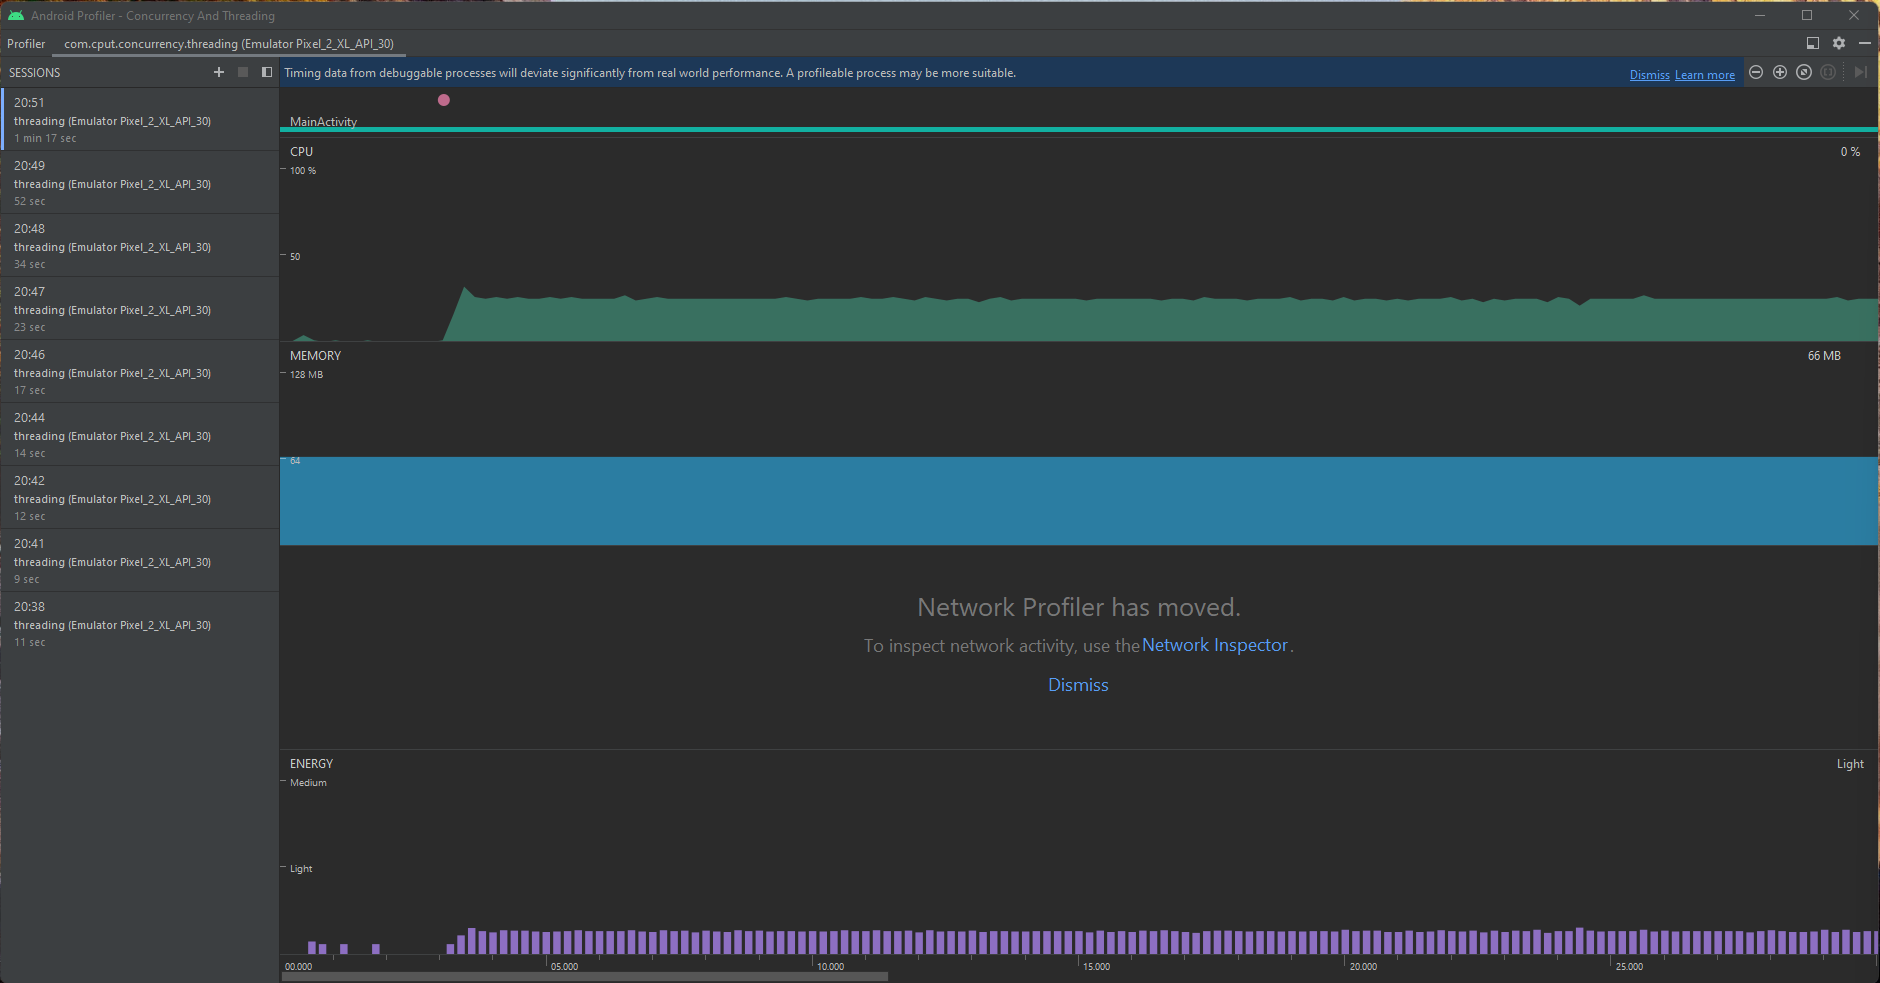 Android Profiler - Concurrency And Threading
Profiler com.cput.concurrency.threading (Emulator Pixel_2_XL_API_30)
SESSIONS
Timing data from debuggable processes will deviate significantly from real world performance. A profileable process may be more suitable. Dismiss Learn more
20:51
threading (Emulator Pixel_2_XL_API_30)
1 min 17 sec
20:49
threading (Emulator Pixel_2_XL_API_30)
52 sec
20:48
threading (Emulator Pixel_2_XL_API_30)
34 sec
20:47
threading (Emulator Pixel_2_XL_API_30)
23 sec
20:46
threading (Emulator Pixel_2_XL_API_30)
17 sec
20:44
threading (Emulator Pixel_2_XL_API_30)
14 sec
20:42
threading (Emulator Pixel_2_XL_API_30)
12 sec
20:41
threading (Emulator Pixel_2_XL_API_30)
9 sec
20:38
threading (Emulator Pixel_2_XL_API_30)
11 sec
MainActivity
CPU 0 %
100 %
50
MEMORY 66 MB
128 MB
64
Network Profiler has moved.
To inspect network activity, use the Network Inspector.
Dismiss
ENERGY Light
Medium
Light
00.000 05.000 10.000 15.000 20.000 25.000